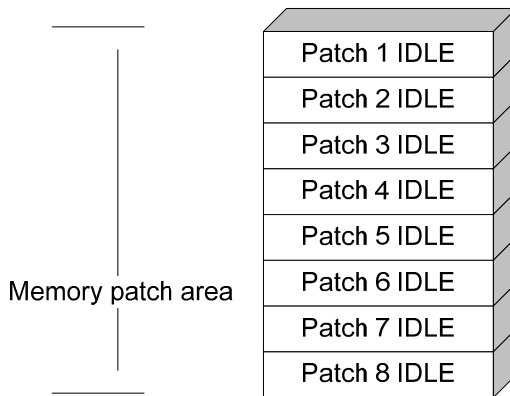 Patch 1 IDLE
Patch 2 IDLE
Patch 3 IDLE
Patch 4 IDLE
Patch 5 IDLE
Patch 6 IDLE
Memory patch area
Patch 7 IDLE
Patch 8 IDLE